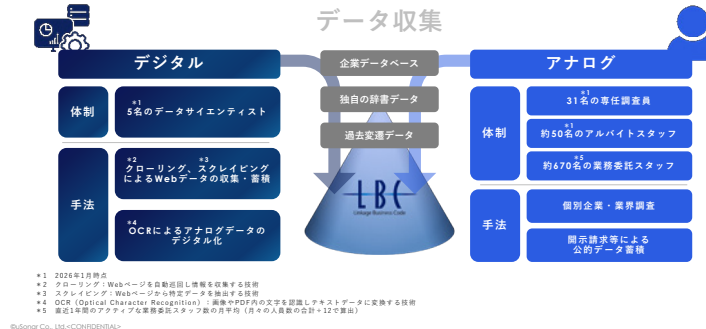 データ収集
デジタル
体制
*1
5名のデータサイエンティスト
手法
*2 *3
クローリング、スクレイピング
によるWebデータの収集・蓄積
*4
OCRによるアナログデータの
デジタル化
企業データベース
独自の辞書データ
過去変遷データ
LBC
Linkage Business Code
アナログ
体制
*1
31名の専任調査員
*1
約50名のアルバイトスタッフ
*5
約670名の業務委託スタッフ
手法
個別企業・業界調査
開示請求等による
公的データ蓄積
*1 2026年1月時点
*2 クローリング：Webページを自動巡回し情報を収集する技術
*3 スクレイピング：Webページから特定データを抽出する技術
*4 OCR（Optical Character Recognition）：画像やPDF内の文字を認識しテキストデータに変換する技術
*5 直近1年間のアクティブな業務委託スタッフ数の月平均（月々の人員数の合計÷12で算出）
©uSonar Co., Ltd.<CONFIDENTIAL>